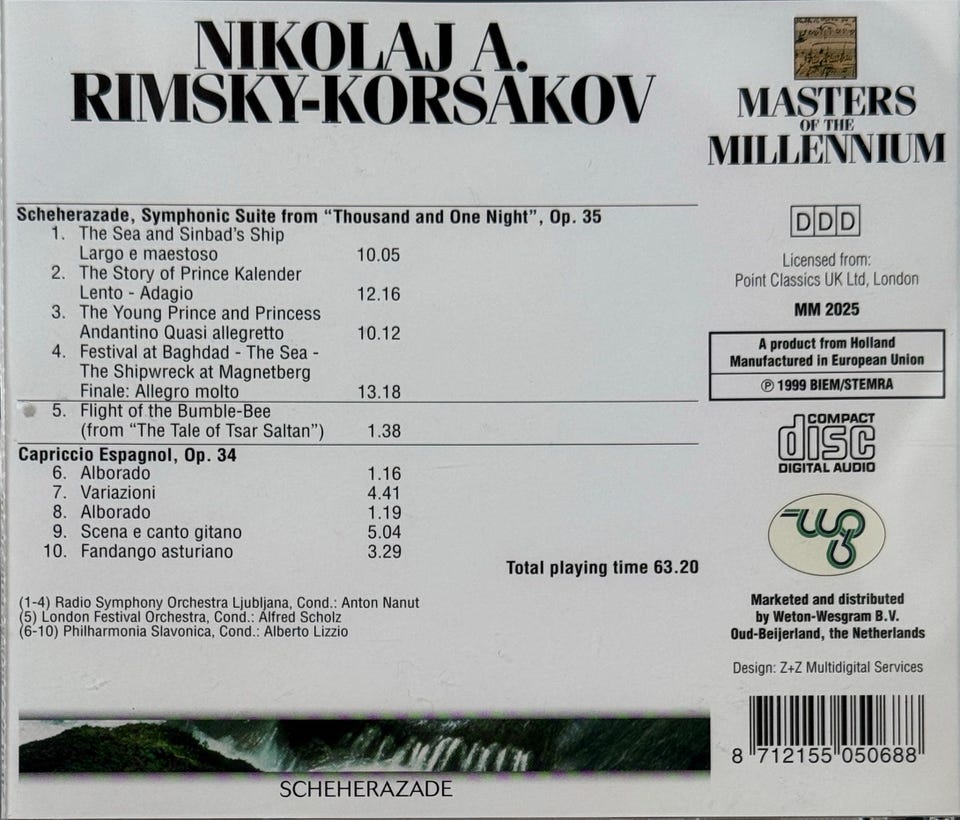 NIKOLAJ A.
RIMSKY-KORSAKOV
Scheherazade, Symphonic Suite from “Thousand and One Night”, Op. 35
1. The Sea and Sinbad’s Ship
Largo e maestoso 10.05
2. The Story of Prince Kalender
Lento - Adagio 12.16
3. The Young Prince and Princess
Andantino Quasi allegretto 10.12
4. Festival at Baghdad - The Sea -
The Shipwreck at Magnetberg
Finale: Allegro molto 13.18
5. Flight of the Bumble-Bee
(from “The Tale of Tsar Saltan”) 1.38
Capriccio Espagnol, Op. 34
6. Alborado 1.16
7. Variazioni 4.41
8. Alborado 1.19
9. Scena e canto gitano 5.04
10. Fandango asturiano 3.29
Total playing time 63.20
(1-4) Radio Symphony Orchestra Ljubljana, Cond.: Anton Nanut
(5) London Festival Orchestra, Cond.: Alfred Scholz
(6-10) Philharmonia Slavonica, Cond.: Alberto Lizzio
SCHEHERAZADE
MASTERS
OF THE
MILLENNIUM
DDD
Licensed from:
Point Classics UK Ltd, London
MM 2025
A product from Holland
Manufactured in European Union
℗ 1999 BIEM/STEMRA
COMPACT
disc
DIGITAL AUDIO
Marketed and distributed
by Weton-Wesgram B.V.
Oud-Beijerland, the Netherlands
Design: Z+Z Multidigital Services
8 712155 050688